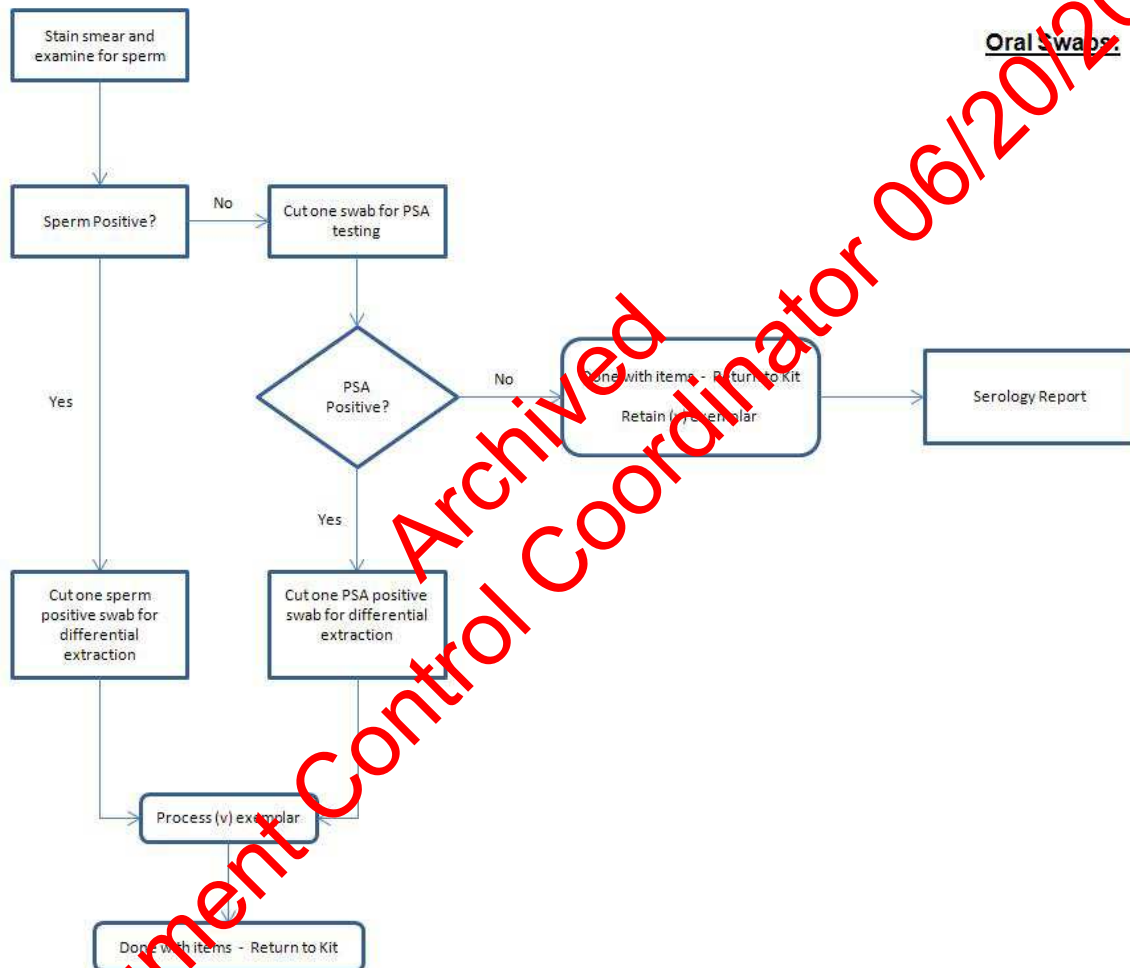 Oral Swabs:
Stain smear and
examine for sperm
Sperm Positive?
No
Cut one swab for PSA
testing
Yes
PSA
Positive?
No
Done with items - Return to Kit
Retain (v) exemplar
Serology Report
Yes
Cut one sperm
positive swab for
differential
extraction
Cut one PSA positive
swab for differential
extraction
Process (v) exemplar
Done with items - Return to Kit
Archived
Control Coordinator 06/20/